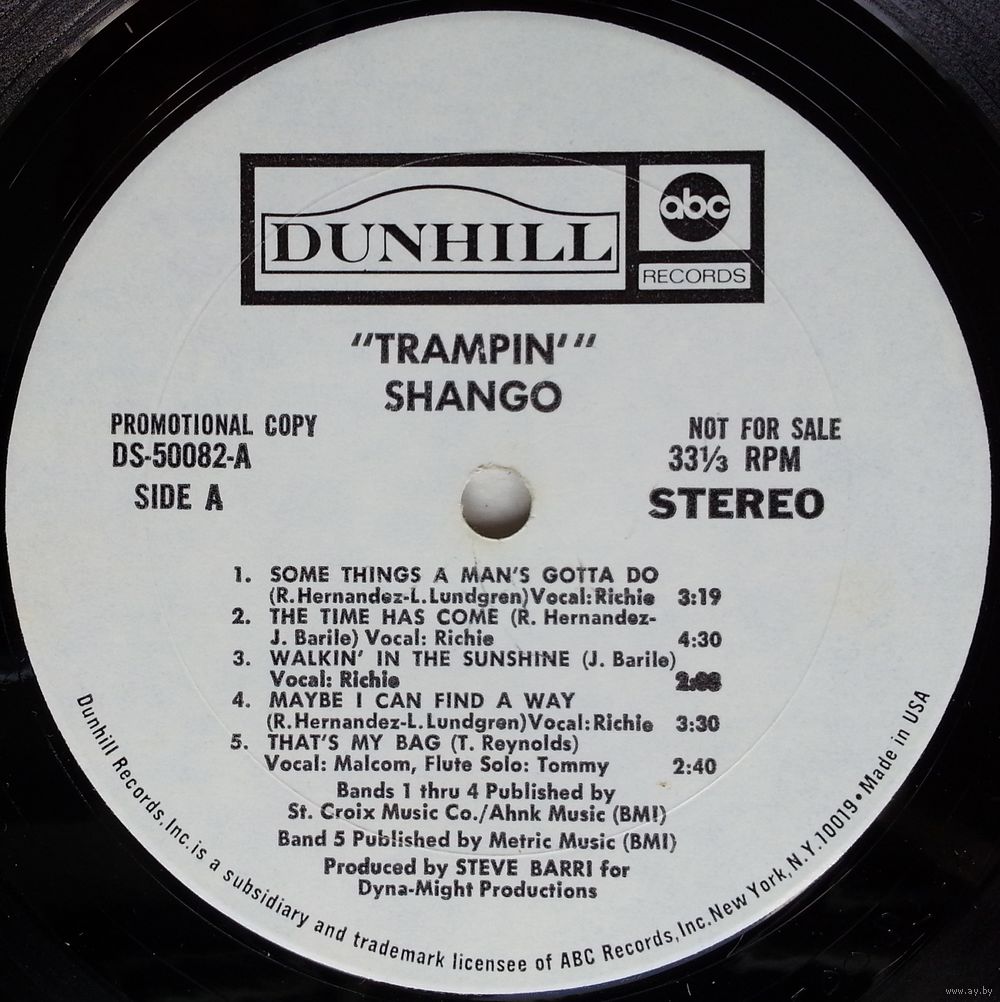 DUNHILL
abc
RECORDS
"TRAMPIN'"
SHANGO
PROMOTIONAL COPY
DS-50082-A
SIDE A
NOT FOR SALE
33⅓ RPM
STEREO
1. SOME THINGS A MAN'S GOTTA DO
(R.Hernandez-L.Lundgren)Vocal:Richie 3:19
2. THE TIME HAS COME (R. Hernandez-
J. Barile) Vocal: Richie 4:30
3. WALKIN' IN THE SUNSHINE (J. Barile)
Vocal: Richie
4. MAYBE I CAN FIND A WAY
(R.Hernandez-L.Lundgren)Vocal:Richie 3:30
5. THAT'S MY BAG (T. Reynolds)
Vocal: Malcom, Flute Solo: Tommy 2:40
Bands 1 thru 4 Published by
St. Croix Music Co./Ahnk Music (BMI)
Band 5 Published by Metric Music (BMI)
Produced by STEVE BARRI for
Dyna-Might Productions
Dunhill Records, Inc. is a subsidiary and trademark licensee of ABC Records, Inc. New York, N.Y. 10019 • Made in USA
www.ay.by